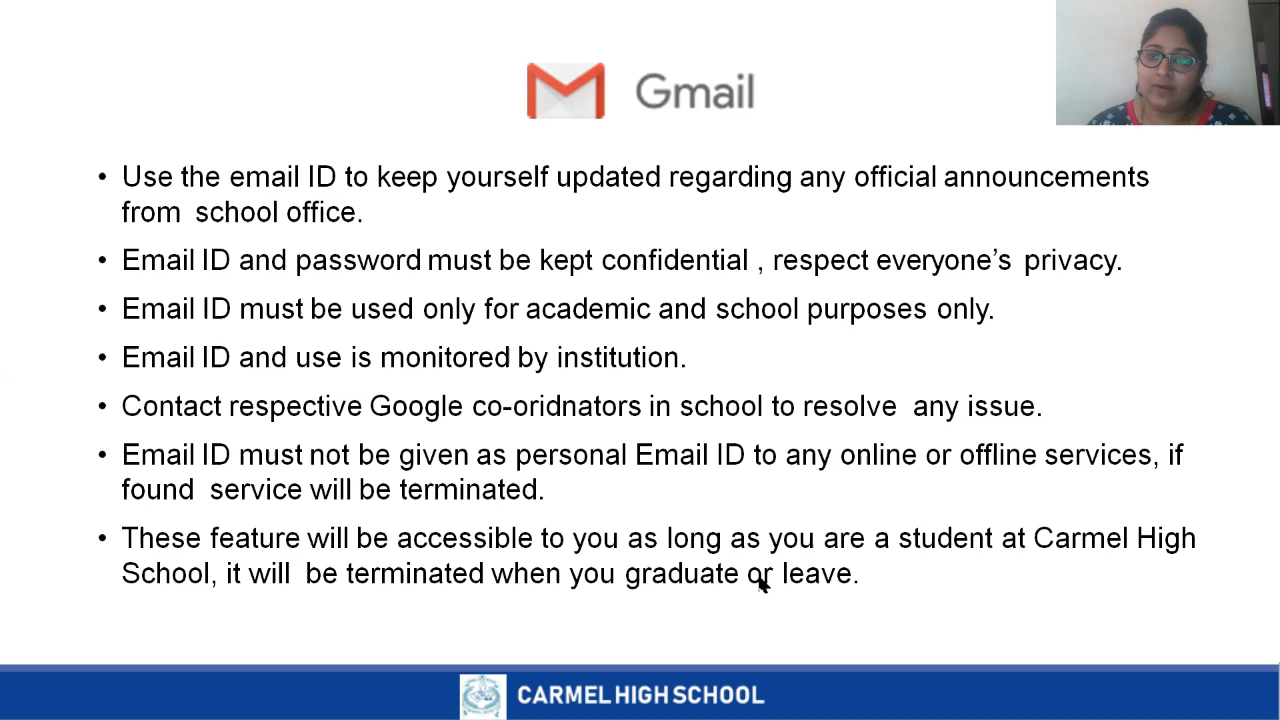 Gmail
• Use the email ID to keep yourself updated regarding any official announcements
from school office.
• Email ID and password must be kept confidential , respect everyone’s privacy.
• Email ID must be used only for academic and school purposes only.
• Email ID and use is monitored by institution.
• Contact respective Google co-oridnators in school to resolve any issue.
• Email ID must not be given as personal Email ID to any online or offline services, if
found service will be terminated.
• These feature will be accessible to you as long as you are a student at Carmel High
School, it will be terminated when you graduate or leave.
CARMEL HIGH SCHOOL